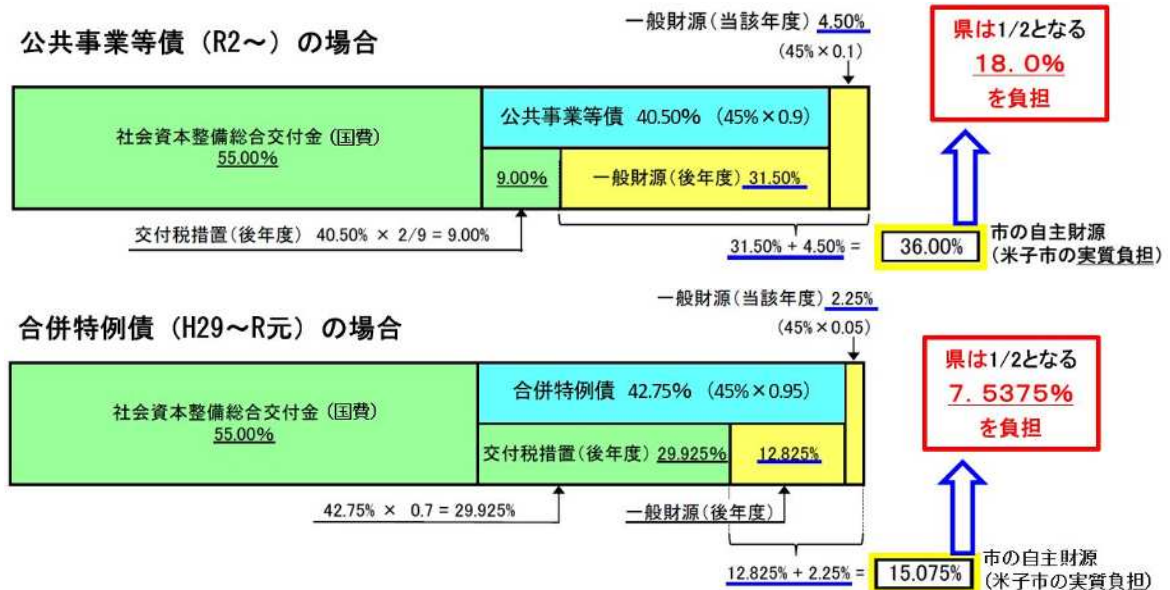 公共事業等債（R2～）の場合
一般財源（当該年度） 4.50%
(45%×0.1)
県は1/2となる
18.0%
を負担
社会資本整備総合交付金（国費）
55.00%
公共事業等債 40.50% (45%×0.9)
9.00%
一般財源（後年度） 31.50%
交付税措置（後年度） 40.50% × 2/9 = 9.00%
31.50% + 4.50% =
36.00%
市の自主財源
（米子市の実質負担）
合併特例債（H29～R元）の場合
一般財源（当該年度） 2.25%
(45%×0.05)
県は1/2となる
7.5375%
を負担
社会資本整備総合交付金（国費）
55.00%
合併特例債 42.75% (45%×0.95)
交付税措置（後年度） 29.925%
12.825%
42.75% × 0.7 = 29.925%
一般財源（後年度）
12.825% + 2.25% =
15.075%
市の自主財源
（米子市の実質負担）